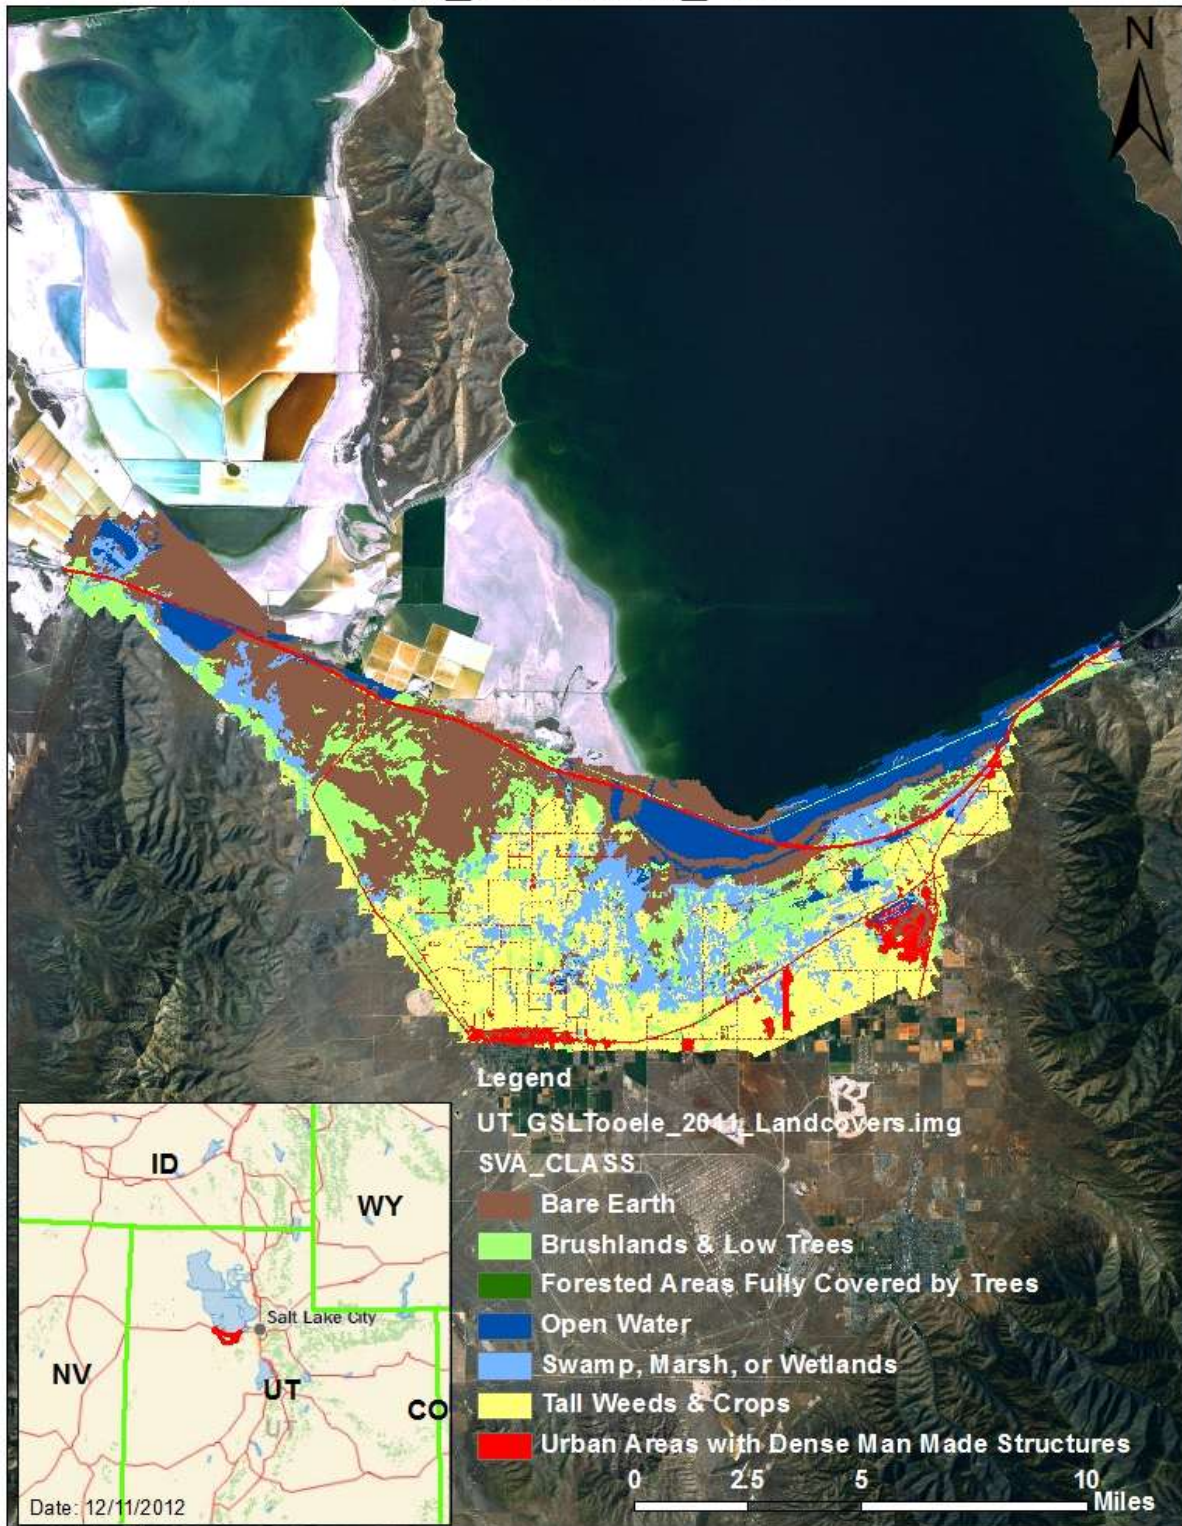 N
Legend
UT_GSLTooele_2011_Landcovers.img
SVA_CLASS
Bare Earth
Brushlands & Low Trees
Forested Areas Fully Covered by Trees
Open Water
Swamp, Marsh, or Wetlands
Tall Weeds & Crops
Urban Areas with Dense Man Made Structures
0 2.5 5 10
Miles
ID
WY
Salt Lake City
NV
UT
CO
UT
Date: 12/11/2012